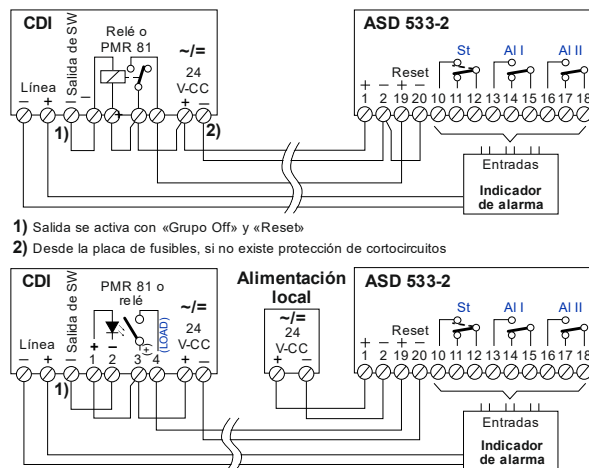 CDI
Relé o
PMR 81
Salida de SW
~/=
24
V-CC
Línea
– + – – + + –
1)
2)
ASD 533-2
St Al I Al II
Reset
+ – + –
1 2 19 20 10 11 12 13 14 15 16 17 18
Entradas
Indicador
de alarma
1) Salida se activa con «Grupo Off» y «Reset»
2) Desde la placa de fusibles, si no existe protección de cortocircuitos
CDI
PMR 81 o
relé
Salida de SW
~/=
24
V-CC
(LOAD)
(+)
Línea
+ –
– + – 1 2 3 4 + –
1)
Alimentación
local
~/=
24
V-CC
+ –
ASD 533-2
St Al I Al II
Reset
+ – + –
1 2 19 20 10 11 12 13 14 15 16 17 18
Entradas
Indicador
de alarma